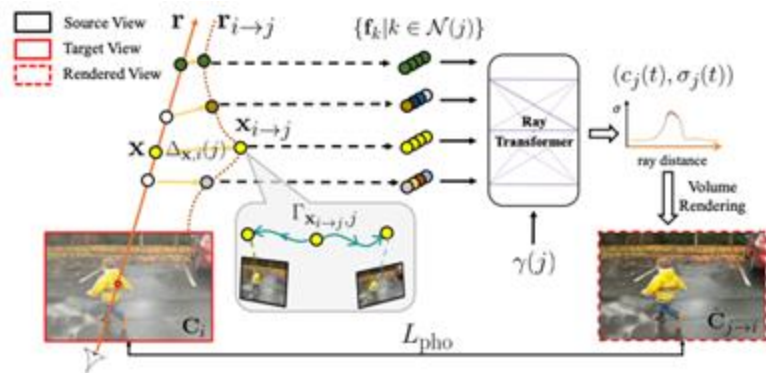 Source View
Target View
Rendered View
r
r_{i→j}
{f_k|k ∈ N(j)}
(c_j(t), σ_j(t))
x_{i→j}
x
Δ_{x,i}(j)
Ray
Transformer
σ
ray distance
Volume
Rendering
Γ_{x_{i→j},j}
γ(j)
C_i
Ĉ_{j→i}
L_pho